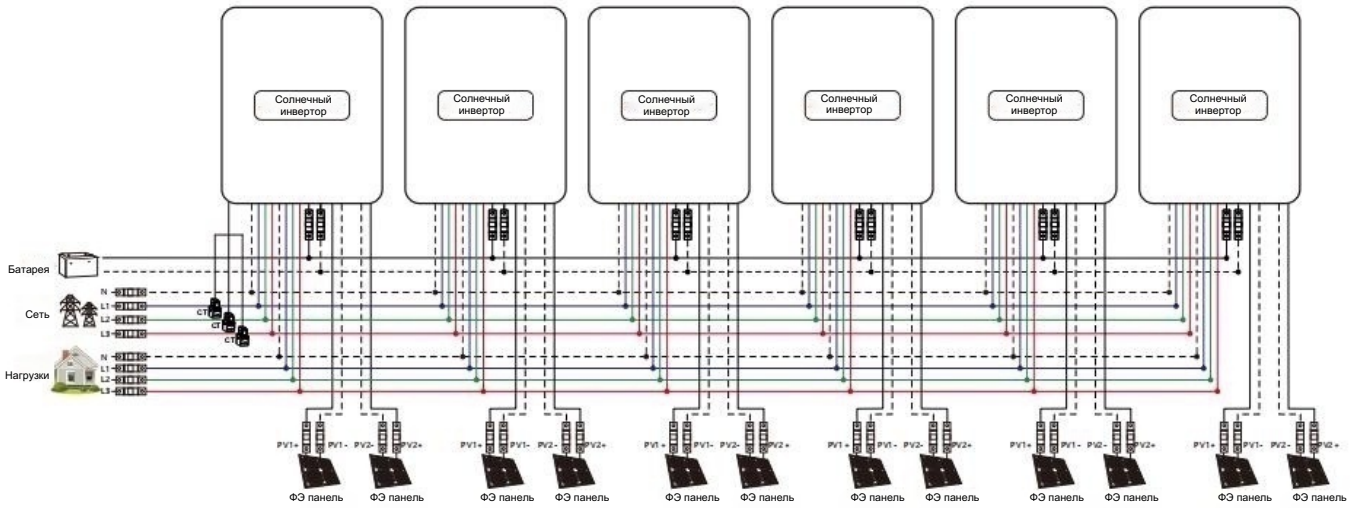 Солнечный
инвертор
Солнечный
инвертор
Солнечный
инвертор
Солнечный
инвертор
Солнечный
инвертор
Солнечный
инвертор
Батарея
N
L1
Сеть
L2
L3
CT
CT
CT
N
L1
Нагрузки
L2
L3
PV1+ PV1- PV2- PV2+
PV1+ PV1- PV2- PV2+
PV1+ PV1- PV2- PV2+
PV1+ PV1- PV2- PV2+
PV1+ PV1- PV2- PV2+
PV1+ PV1- PV2- PV2+
ФЭ панель ФЭ панель
ФЭ панель ФЭ панель
ФЭ панель ФЭ панель
ФЭ панель ФЭ панель
ФЭ панель ФЭ панель
ФЭ панель ФЭ панель